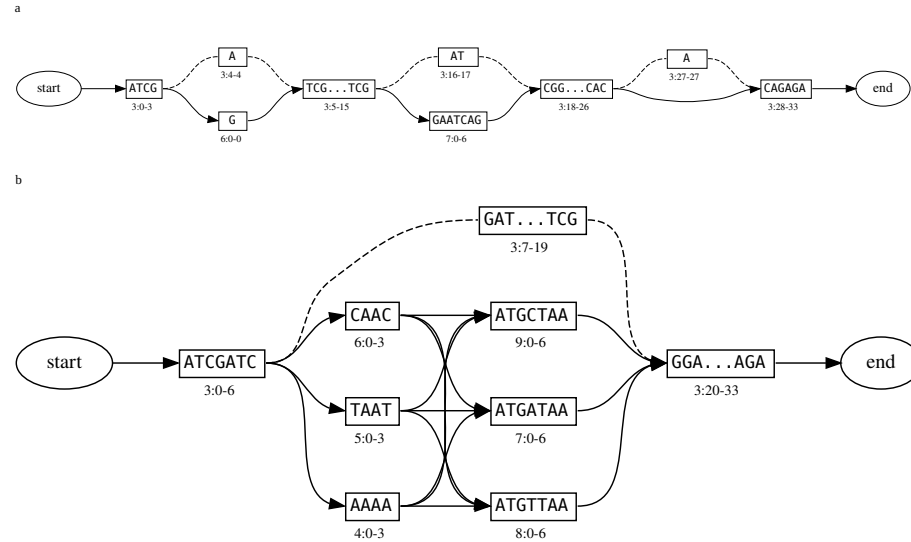 a
A
3:4-4
AT
3:16-17
A
3:27-27
start
ATCG
3:0-3
TCG...TCG
3:5-15
CGG...CAC
3:18-26
CAGAGA
3:28-33
end
G
6:0-0
GAATCAG
7:0-6
b
GAT...TCG
3:7-19
CAAC
6:0-3
ATGCTAA
9:0-6
start
ATCGATC
3:0-6
GGA...AGA
3:20-33
end
TAAT
5:0-3
ATGATAA
7:0-6
AAAA
4:0-3
ATGTTAA
8:0-6